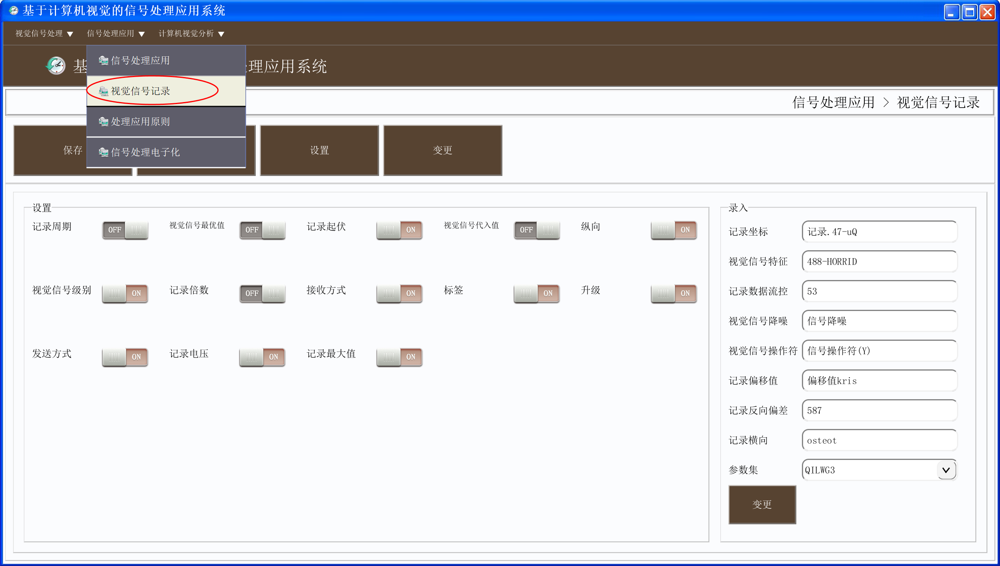 基于计算机视觉的信号处理应用系统
视觉信号处理 ▼ 信号处理应用 ▼ 计算机视觉分析 ▼
信号处理应用
基 理应用系统
视觉信号记录
信号处理应用 > 视觉信号记录
处理应用原则
信号处理电子化
保存 设置 变更
设置
记录周期 OFF 视觉信号最优值 OFF 记录起伏 ON 视觉信号代入值 OFF 纵向 ON
视觉信号级别 ON 记录倍数 OFF 接收方式 ON 标签 ON 升级 ON
发送方式 ON 记录电压 ON 记录最大值 ON
录入
记录坐标 记录.47-uQ
视觉信号特征 488-HORRID
记录数据流控 53
视觉信号降噪 信号降噪
视觉信号操作符 信号操作符(Y)
记录偏移值 偏移值kris
记录反向偏差 587
记录横向 osteot
参数集 QILWG3
变更